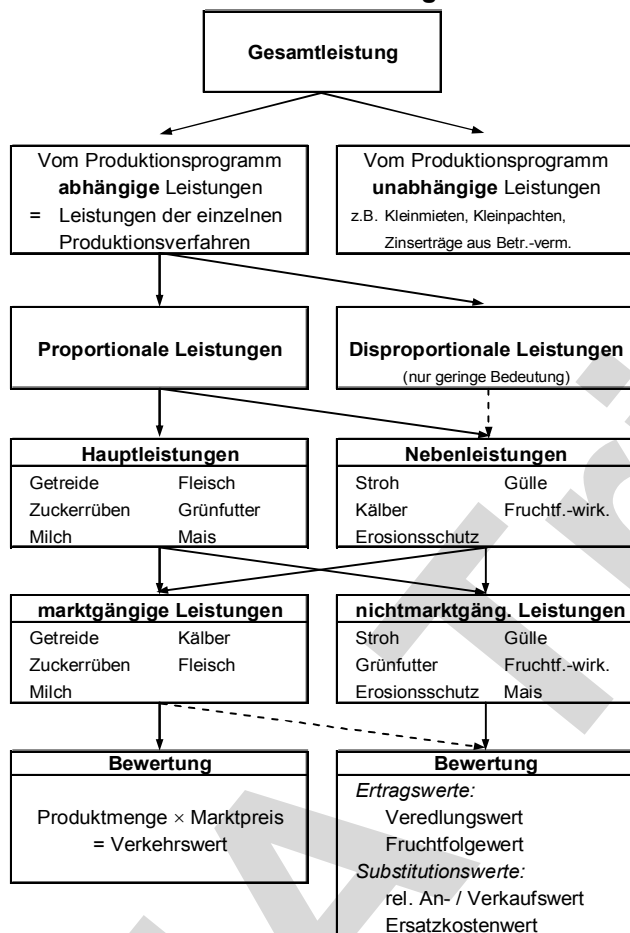 Gesamtleistung
Vom Produktionsprogramm
abhängige Leistungen
= Leistungen der einzelnen
Produktionsverfahren
Vom Produktionsprogramm
unabhängige Leistungen
z.B. Kleinmieten, Kleinpachten,
Zinserträge aus Betr.-verm.
Proportionale Leistungen
Disproportionale Leistungen
(nur geringe Bedeutung)
Hauptleistungen
Getreide Fleisch
Zuckerrüben Grünfutter
Milch Mais
Nebenleistungen
Stroh Gülle
Kälber Fruchtf.-wirk.
Erosionsschutz
marktgängige Leistungen
Getreide Kälber
Zuckerrüben Fleisch
Milch
nichtmarktgäng. Leistungen
Stroh Gülle
Grünfutter Fruchtf.-wirk.
Erosionsschutz Mais
Bewertung
Produktmenge × Marktpreis
= Verkehrswert
Bewertung
Ertragswerte:
Veredlungswert
Fruchtfolgewert
Substitutionswerte:
rel. An- / Verkaufswert
Ersatzkostenwert